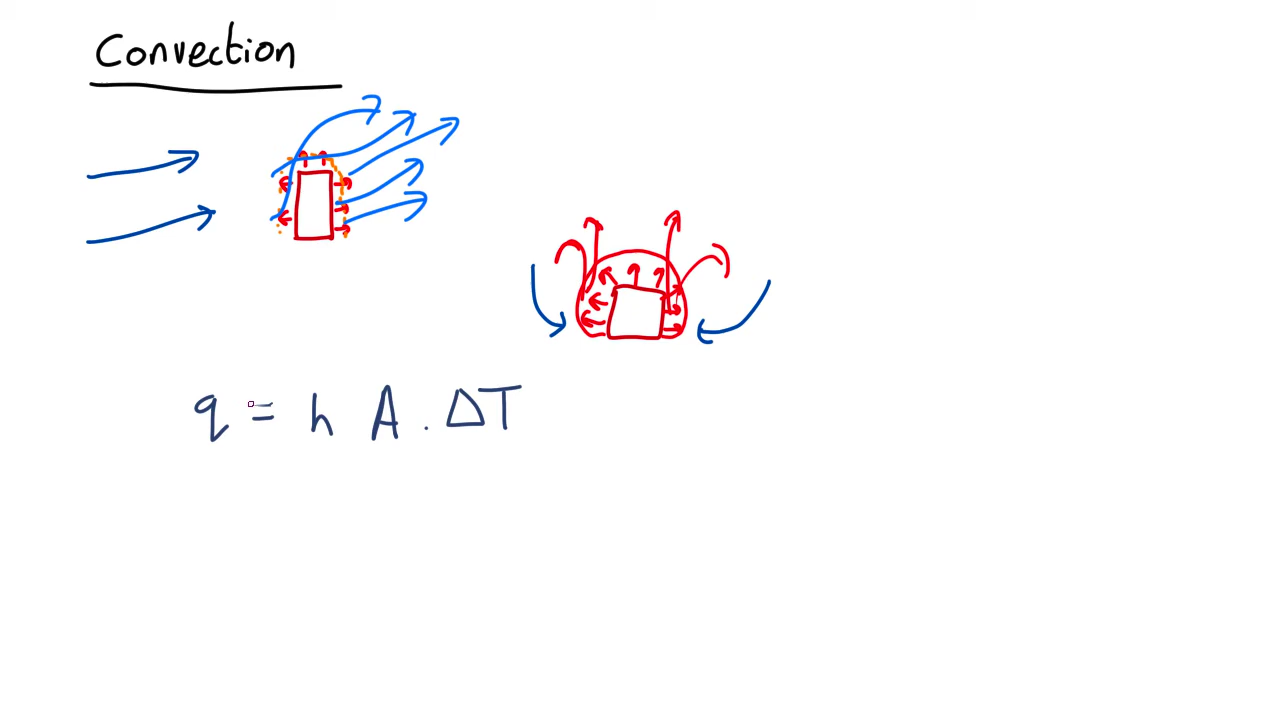 Convection
q = h A . ΔT